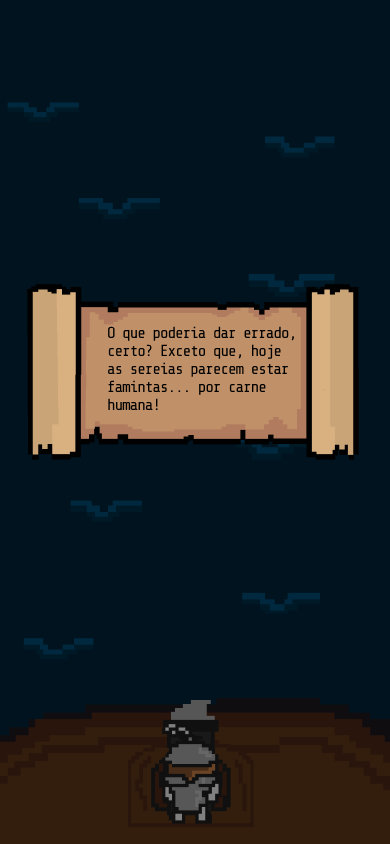 O que poderia dar errado,
certo? Exceto que, hoje
as sereias parecem estar
famintas... por carne
humana!